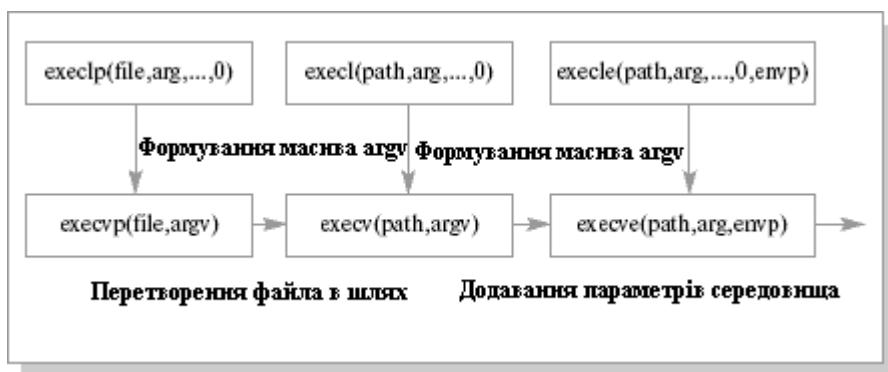 execlp(file,arg,...,0) execl(path,arg,...,0) execle(path,arg,...,0,envp)
Формування масива argv Формування масива argv
execvp(file,argv) execv(path,argv) execve(path,arg,envp)
Перетворення файла в шлях Додавання параметрів середовища